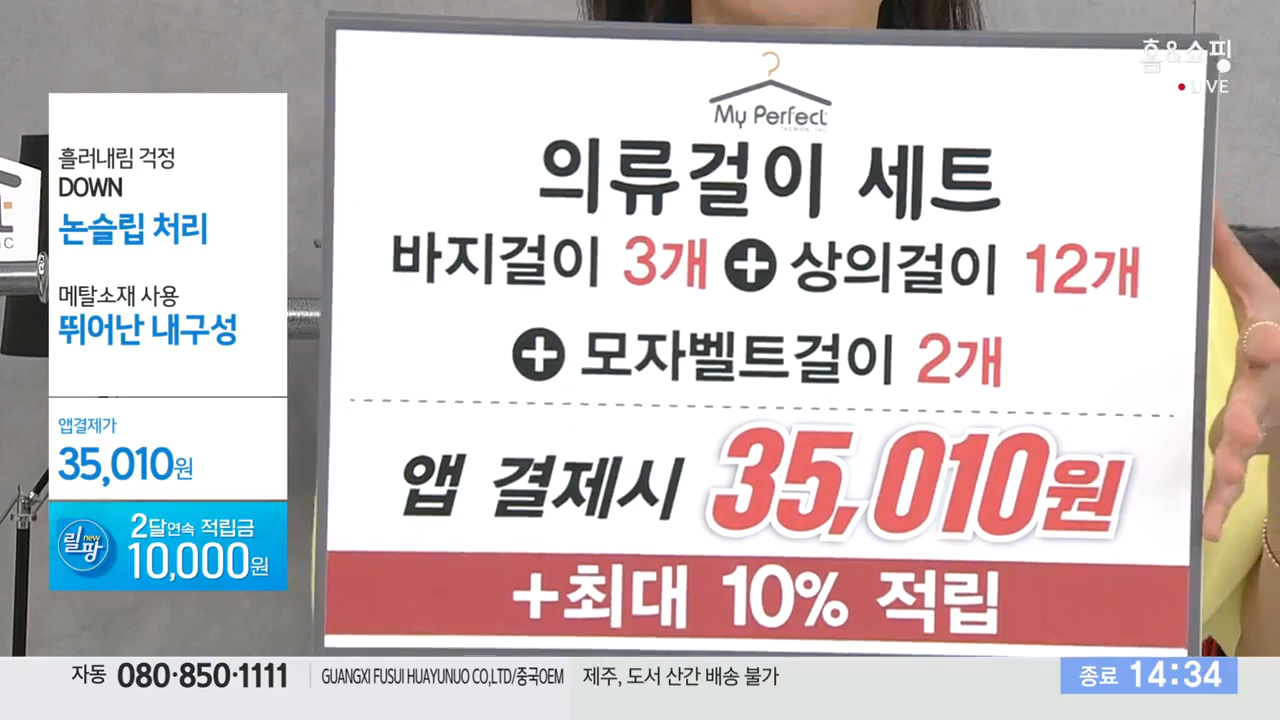 홈&쇼핑
LIVE
My Perfect
의류걸이 세트
바지걸이 3개 + 상의걸이 12개
+ 모자벨트걸이 2개
앱 결제시 35,010원
+최대 10% 적립
흘러내림 걱정
DOWN
논슬립 처리
메탈소재 사용
뛰어난 내구성
앱결제가
35,010원
new
릴팡
2달연속 적립금
10,000원
자동 080·850·1111
GUANGXI
HUAYUNUO CO,LTD/중국OEM
제주, 도서 산간 배송 불가
종료 14:34